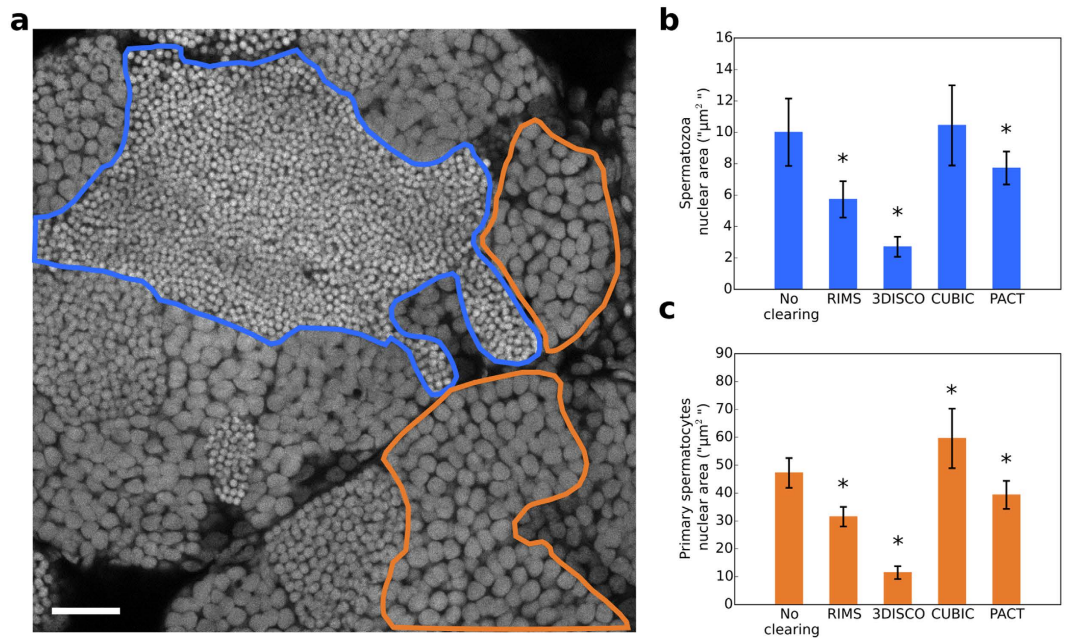 a
b
16
14
12
10
8
6
4
2
0
Spermatozoa
nuclear area ("µm² ")
*
*
*
No
clearing
RIMS
3DISCO
CUBIC
PACT
c
90
80
70
60
50
40
30
20
10
0
Primary spermatocytes
nuclear area ("µm² ")
*
*
*
*
No
clearing
RIMS
3DISCO
CUBIC
PACT